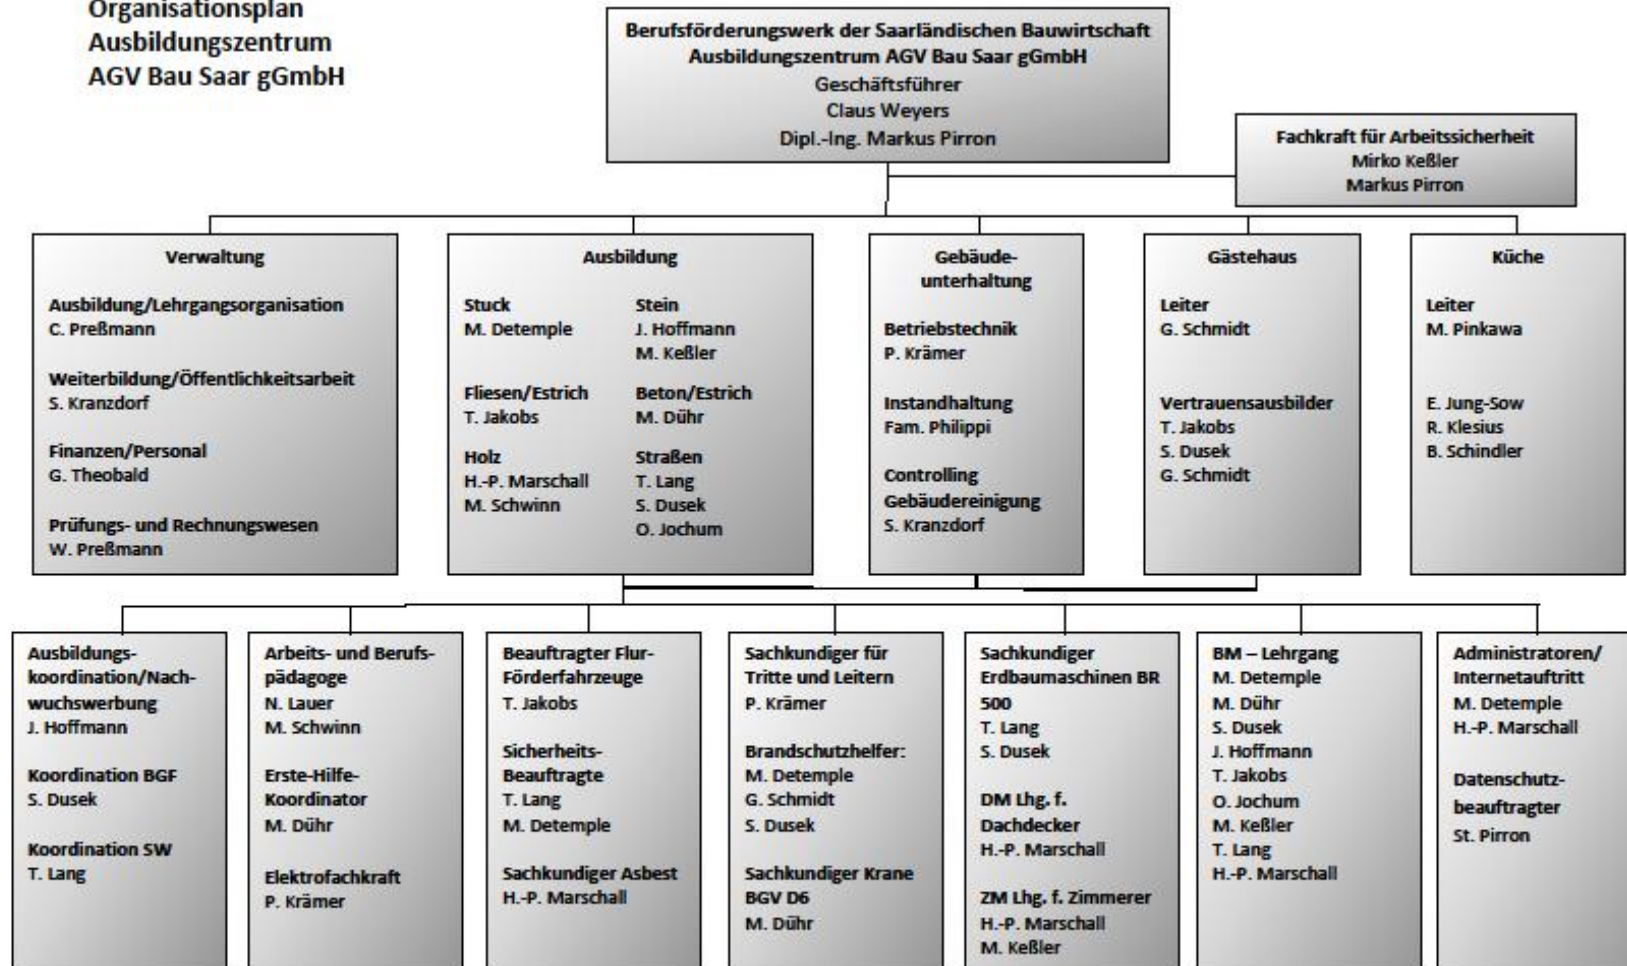 Organisationsplan
Ausbildungszentrum
AGV Bau Saar gGmbH
Berufsförderungswerk der Saarländischen Bauwirtschaft
Ausbildungszentrum AGV Bau Saar gGmbH
Geschäftsführer
Claus Weyers
Dipl.-Ing. Markus Pirron
Fachkraft für Arbeitssicherheit
Mirko Keßler
Markus Pirron
Verwaltung
Ausbildung/Lehrgangsorganisation
C. Preßmann
Weiterbildung/Öffentlichkeitsarbeit
S. Kranzdorf
Finanzen/Personal
G. Theobald
Prüfungs- und Rechnungswesen
W. Preßmann
Ausbildung
Stuck
M. Detemple
Fliesen/Estrich
T. Jakobs
Holz
H.-P. Marschall
M. Schwinn
Stein
J. Hoffmann
M. Keßler
Beton/Estrich
M. Dühr
Straßen
T. Lang
S. Dusek
O. Jochum
Gebäude-
unterhaltung
Betriebstechnik
P. Krämer
Instandhaltung
Fam. Philippi
Controlling
Gebäudereinigung
S. Kranzdorf
Gästehaus
Leiter
G. Schmidt
Vertrauensausbilder
T. Jakobs
S. Dusek
G. Schmidt
Küche
Leiter
M. Pinkawa
E. Jung-Sow
R. Klesius
B. Schindler
Ausbildungs-
koordination/Nach-
wuchswerbung
J. Hoffmann
Koordination BGF
S. Dusek
Koordination SW
T. Lang
Arbeits- und Berufs-
pädagoge
N. Lauer
M. Schwinn
Erste-Hilfe-
Koordinator
M. Dühr
Elektrofachkraft
P. Krämer
Beauftragter Flur-
Förderfahrzeuge
T. Jakobs
Sicherheits-
Beauftragte
T. Lang
M. Detemple
Sachkundiger Asbest
H.-P. Marschall
Sachkundiger für
Tritte und Leitern
P. Krämer
Brandschutzhelfer:
M. Detemple
G. Schmidt
S. Dusek
Sachkundiger Krane
BGV D6
M. Dühr
Sachkundiger
Erdbaumaschinen BR
500
T. Lang
S. Dusek
DM Lhg. f.
Dachdecker
H.-P. Marschall
ZM Lhg. f. Zimmerer
H.-P. Marschall
M. Keßler
BM – Lehrgang
M. Detemple
M. Dühr
S. Dusek
J. Hoffmann
T. Jakobs
O. Jochum
M. Keßler
T. Lang
H.-P. Marschall
Administratoren/
Internetauftritt
M. Detemple
H.-P. Marschall
Datenschutz-
beauftragter
St. Pirron